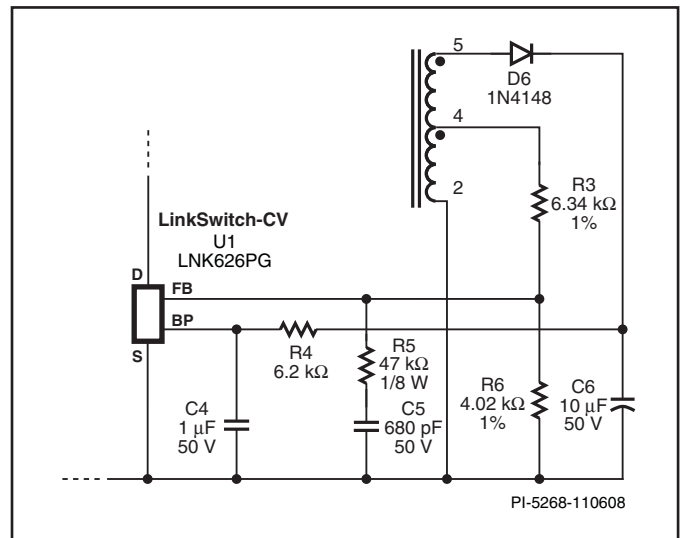 5
D6
1N4148
4
2
R3
6.34 kΩ
1%
LinkSwitch-CV
U1
LNK626PG
D
FB
BP
S
R4
6.2 kΩ
R5
47 kΩ
1/8 W
C4
1 μF
50 V
C5
680 pF
50 V
R6
4.02 kΩ
1%
C6
10 μF
50 V
PI-5268-110608